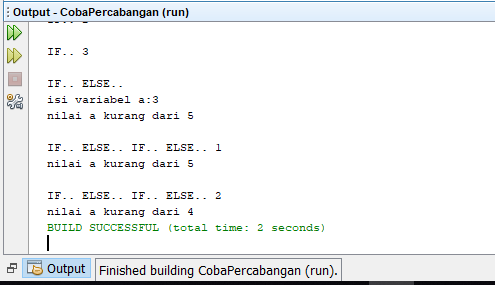 Output - CobaPercabangan (run)
IF.. 3
IF.. ELSE..
isi variabel a:3
nilai a kurang dari 5
IF.. ELSE.. IF.. ELSE.. 1
nilai a kurang dari 5
IF.. ELSE.. IF.. ELSE.. 2
nilai a kurang dari 4
BUILD SUCCESSFUL (total time: 2 seconds)
Output
Finished building CobaPercabangan (run).